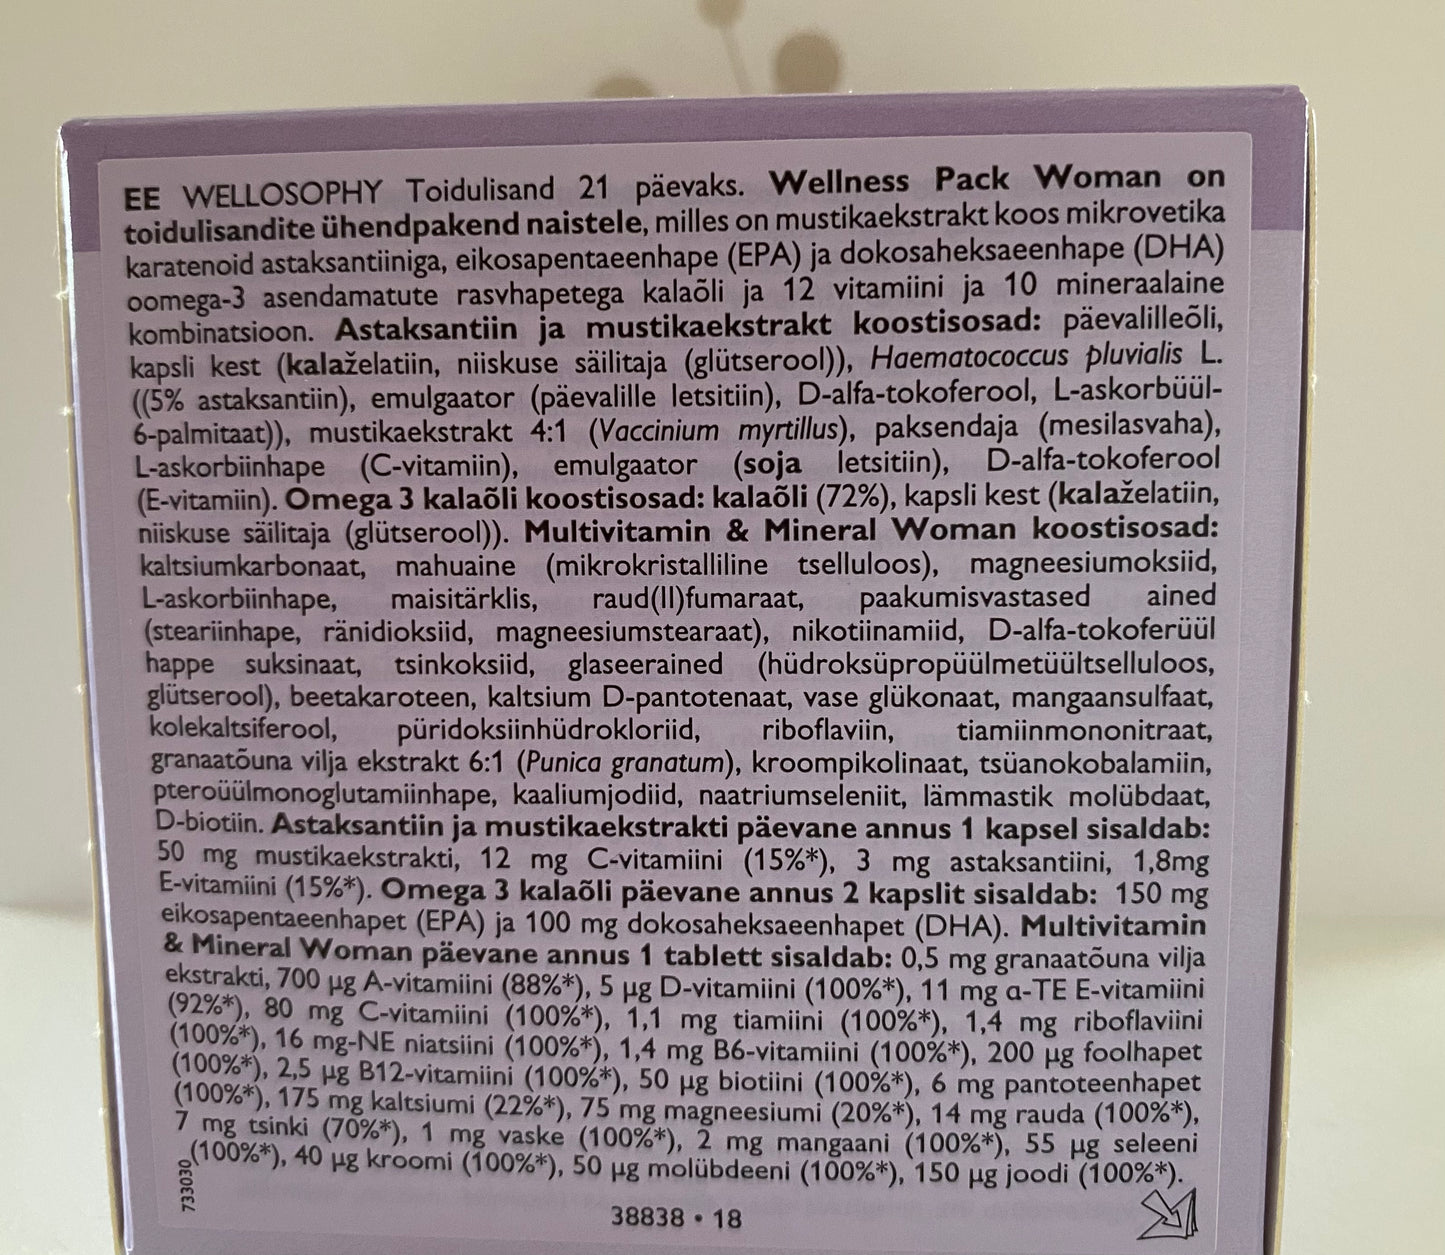 EE WELLOSOPHY Toidulisand 21 päevaks. Wellness Pack Woman on
toidulisandite ühendpakend naistele, milles on mustikaekstrakt koos mikrovetika
karatenoid astaksantiiniga, eikosapentaeenhape (EPA) ja dokosaheksaeenhape (DHA)
oomega-3 asendamatute rasvhapetega kalaõli ja 12 vitamiini ja 10 mineraalaine
kombinatsioon. Astaksantiin ja mustikaekstrakt koostisosad: päevalilleõli,
kapsli kest (kalaželatiin, niiskuse säilitaja (glütserool)), Haematococcus pluvialis L.
((5% astaksantiin), emulgaator (päevalille letsitiin), D-alfa-tokoferool, L-askorbüül-
6-palmitaat)), mustikaekstrakt 4:1 (Vaccinium myrtillus), paksendaja (mesilasvaha),
L-askorbiinhape (C-vitamiin), emulgaator (soja letsitiin), D-alfa-tokoferool
(E-vitamiin). Omega 3 kalaõli koostisosad: kalaõli (72%), kapsli kest (kalaželatiin,
niiskuse säilitaja (glütserool)). Multivitamin & Mineral Woman koostisosad:
kaltsiumkarbonaat, mahuaine (mikrokristalliline tselluloos), magneesiumoksiid,
L-askorbiinhape, maisitärklis, raud(II)fumaraat, paakumisvastased ained
(steariinhape, ränidioksiid, magneesiumstearaat), nikotiinamiid, D-alfa-tokoferüül
happe suksinaat, tsinkoksiid, glaseerained (hüdroksüpropüülmetüültselluloos,
glütserool), beetakaroteen, kaltsium D-pantotenaat, vase glükonaat, mangaansulfaat,
kolekaltsiferool, püridoksiinhüdrokloriid, riboflaviin, tiamiinmononitraat,
granaatõuna vilja ekstrakt 6:1 (Punica granatum), kroompikolinaat, tsüanokobalamiin,
pteroüülmonoglutamiinhape, kaaliumjodiid, naatriumseleniit, lämmastik molübdaat,
D-biotiin. Astaksantiin ja mustikaekstrakti päevane annus 1 kapsel sisaldab:
50 mg mustikaekstrakti, 12 mg C-vitamiini (15%*), 3 mg astaksantiini, 1,8mg
E-vitamiini (15%*). Omega 3 kalaõli päevane annus 2 kapslit sisaldab: 150 mg
eikosapentaeenhapet (EPA) ja 100 mg dokosaheksaeenhapet (DHA). Multivitamin
& Mineral Woman päevane annus 1 tablett sisaldab: 0,5 mg granaatõuna vilja
ekstrakti, 700 µg A-vitamiini (88%*), 5 µg D-vitamiini (100%*), 11 mg α-TE E-vitamiini
(92%*), 80 mg C-vitamiini (100%*), 1,1 mg tiamiini (100%*), 1,4 mg riboflaviini
(100%*), 16 mg-NE niatsiini (100%*), 1,4 mg B6-vitamiini (100%*), 200 µg foolhapet
(100%*), 2,5 µg B12-vitamiini (100%*), 50 µg biotiini (100%*), 6 mg pantoteenhapet
(100%*), 175 mg kaltsiumi (22%*), 75 mg magneesiumi (20%*), 14 mg rauda (100%*),
7 mg tsinki (70%*), 1 mg vaske (100%*), 2 mg mangaani (100%*), 55 µg seleeni
(100%*), 40 µg kroomi (100%*), 50 µg molübdeeni (100%*), 150 µg joodi (100%*).
733030
38838 • 18